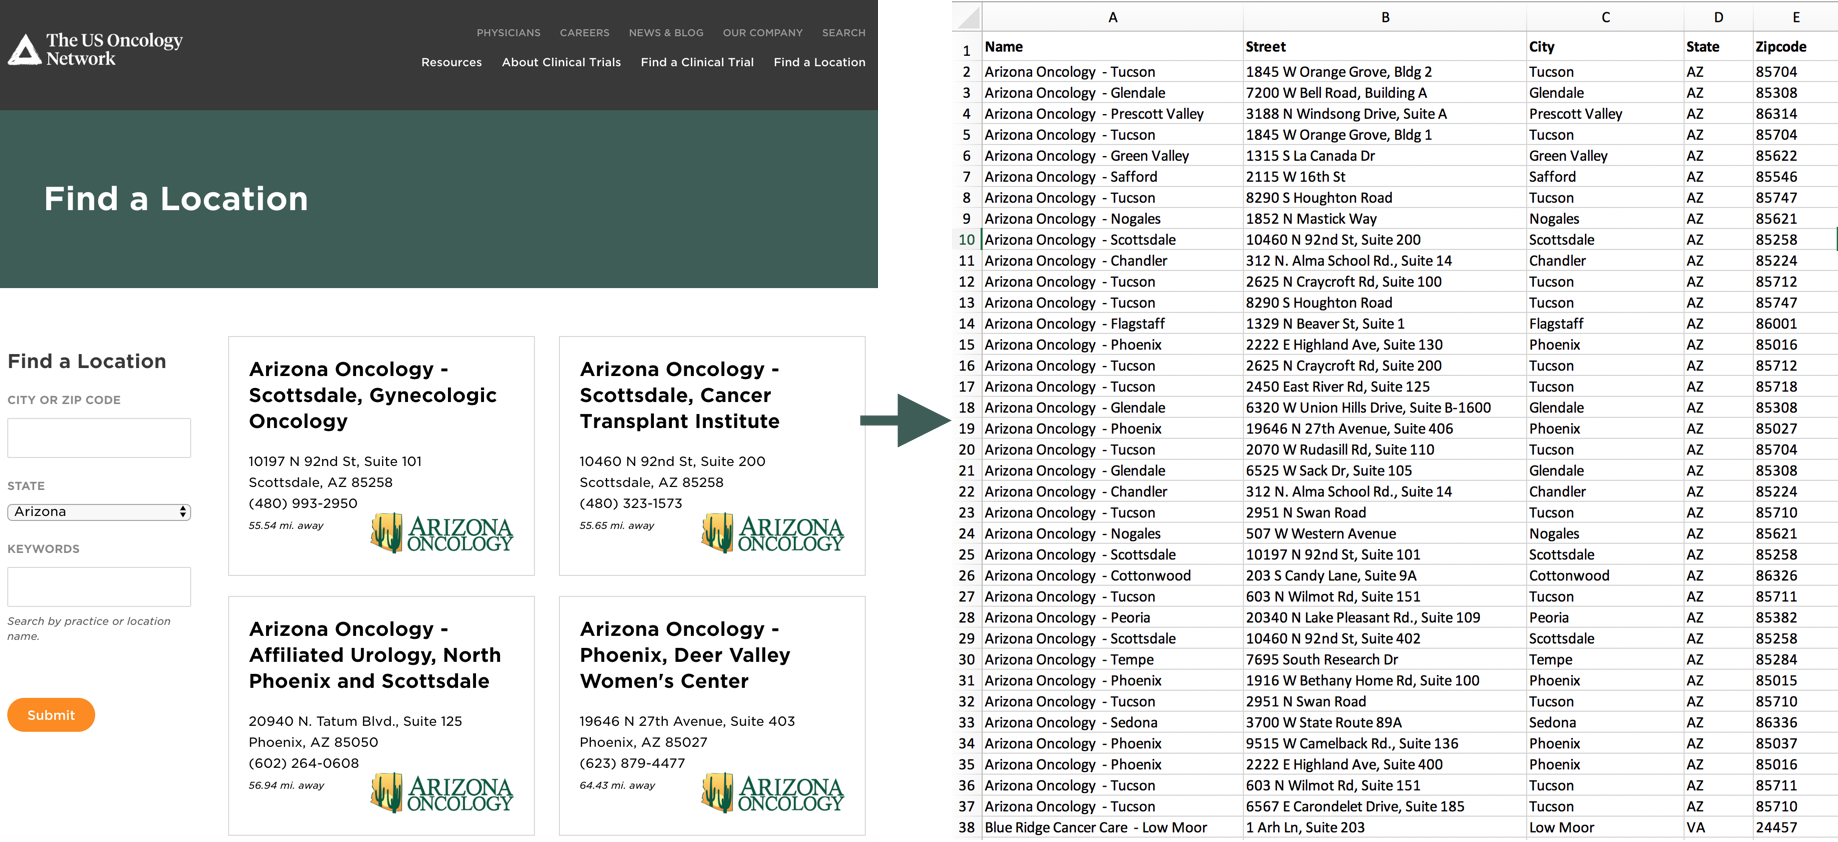 The US Oncology
Network
PHYSICIANS CAREERS NEWS & BLOG OUR COMPANY SEARCH
Resources About Clinical Trials Find a Clinical Trial Find a Location
Find a Location
Find a Location
CITY OR ZIP CODE
STATE
Arizona
KEYWORDS
Search by practice or location
name.
Submit
Arizona Oncology -
Scottsdale, Gynecologic
Oncology
10197 N 92nd St, Suite 101
Scottsdale, AZ 85258
(480) 993-2950
55.54 mi. away
ARIZONA
ONCOLOGY
Arizona Oncology -
Scottsdale, Cancer
Transplant Institute
10460 N 92nd St, Suite 200
Scottsdale, AZ 85258
(480) 323-1573
55.65 mi. away
ARIZONA
ONCOLOGY
Arizona Oncology -
Affiliated Urology, North
Phoenix and Scottsdale
20940 N. Tatum Blvd., Suite 125
Phoenix, AZ 85050
(602) 264-0608
56.94 mi. away
ARIZONA
ONCOLOGY
Arizona Oncology -
Phoenix, Deer Valley
Women's Center
19646 N 27th Avenue, Suite 403
Phoenix, AZ 85027
(623) 879-4477
64.43 mi. away
ARIZONA
ONCOLOGY
A B C D E
1 Name Street City State Zipcode
2 Arizona Oncology - Tucson 1845 W Orange Grove, Bldg 2 Tucson AZ 85704
3 Arizona Oncology - Glendale 7200 W Bell Road, Building A Glendale AZ 85308
4 Arizona Oncology - Prescott Valley 3188 N Windsong Drive, Suite A Prescott Valley AZ 86314
5 Arizona Oncology - Tucson 1845 W Orange Grove, Bldg 1 Tucson AZ 85704
6 Arizona Oncology - Green Valley 1315 S La Canada Dr Green Valley AZ 85622
7 Arizona Oncology - Safford 2115 W 16th St Safford AZ 85546
8 Arizona Oncology - Tucson 8290 S Houghton Road Tucson AZ 85747
9 Arizona Oncology - Nogales 1852 N Mastick Way Nogales AZ 85621
10 Arizona Oncology - Scottsdale 10460 N 92nd St, Suite 200 Scottsdale AZ 85258
11 Arizona Oncology - Chandler 312 N. Alma School Rd., Suite 14 Chandler AZ 85224
12 Arizona Oncology - Tucson 2625 N Craycroft Rd, Suite 100 Tucson AZ 85712
13 Arizona Oncology - Tucson 8290 S Houghton Road Tucson AZ 85747
14 Arizona Oncology - Flagstaff 1329 N Beaver St, Suite 1 Flagstaff AZ 86001
15 Arizona Oncology - Phoenix 2222 E Highland Ave, Suite 130 Phoenix AZ 85016
16 Arizona Oncology - Tucson 2625 N Craycroft Rd, Suite 200 Tucson AZ 85712
17 Arizona Oncology - Tucson 2450 East River Rd, Suite 125 Tucson AZ 85718
18 Arizona Oncology - Glendale 6320 W Union Hills Drive, Suite B-1600 Glendale AZ 85308
19 Arizona Oncology - Phoenix 19646 N 27th Avenue, Suite 406 Phoenix AZ 85027
20 Arizona Oncology - Tucson 2070 W Rudasill Rd, Suite 110 Tucson AZ 85704
21 Arizona Oncology - Glendale 6525 W Sack Dr, Suite 105 Glendale AZ 85308
22 Arizona Oncology - Chandler 312 N. Alma School Rd., Suite 14 Chandler AZ 85224
23 Arizona Oncology - Tucson 2951 N Swan Road Tucson AZ 85710
24 Arizona Oncology - Nogales 507 W Western Avenue Nogales AZ 85621
25 Arizona Oncology - Scottsdale 10197 N 92nd St, Suite 101 Scottsdale AZ 85258
26 Arizona Oncology - Cottonwood 203 S Candy Lane, Suite 9A Cottonwood AZ 86326
27 Arizona Oncology - Tucson 603 N Wilmot Rd, Suite 151 Tucson AZ 85711
28 Arizona Oncology - Peoria 20340 N Lake Pleasant Rd., Suite 109 Peoria AZ 85382
29 Arizona Oncology - Scottsdale 10460 N 92nd St, Suite 402 Scottsdale AZ 85258
30 Arizona Oncology - Tempe 7695 South Research Dr Tempe AZ 85284
31 Arizona Oncology - Phoenix 1916 W Bethany Home Rd, Suite 100 Phoenix AZ 85015
32 Arizona Oncology - Tucson 2951 N Swan Road Tucson AZ 85710
33 Arizona Oncology - Sedona 3700 W State Route 89A Sedona AZ 86336
34 Arizona Oncology - Phoenix 9515 W Camelback Rd., Suite 136 Phoenix AZ 85037
35 Arizona Oncology - Phoenix 2222 E Highland Ave, Suite 400 Phoenix AZ 85016
36 Arizona Oncology - Tucson 603 N Wilmot Rd, Suite 151 Tucson AZ 85711
37 Arizona Oncology - Tucson 6567 E Carondelet Drive, Suite 185 Tucson AZ 85710
38 Blue Ridge Cancer Care - Low Moor 1 Arh Ln, Suite 203 Low Moor VA 24457